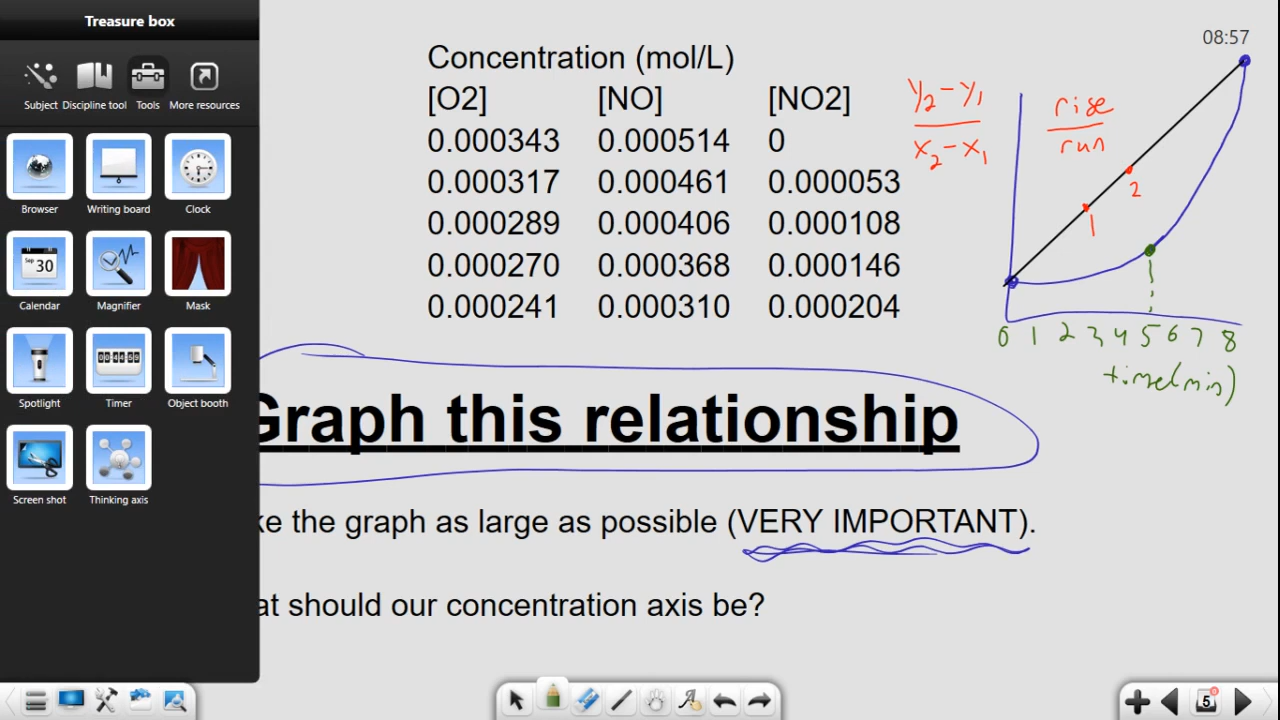 Treasure box
Subject
Discipline tool
Tools
More resources
Browser
Writing board
Clock
Sep
30
Calendar
Magnifier
Mask
Spotlight
Timer
Object booth
Screen shot
Thinking axis
08:57
Concentration (mol/L)
[O2] [NO] [NO2]
0.000343 0.000514 0
0.000317 0.000461 0.000053
0.000289 0.000406 0.000108
0.000270 0.000368 0.000146
0.000241 0.000310 0.000204
y2 - y1
x2 - x1
rise
run
2
1
0 1 2 3 4 5 6 7 8
time(min)
Graph this relationship
ke the graph as large as possible (VERY IMPORTANT).
at should our concentration axis be?
5